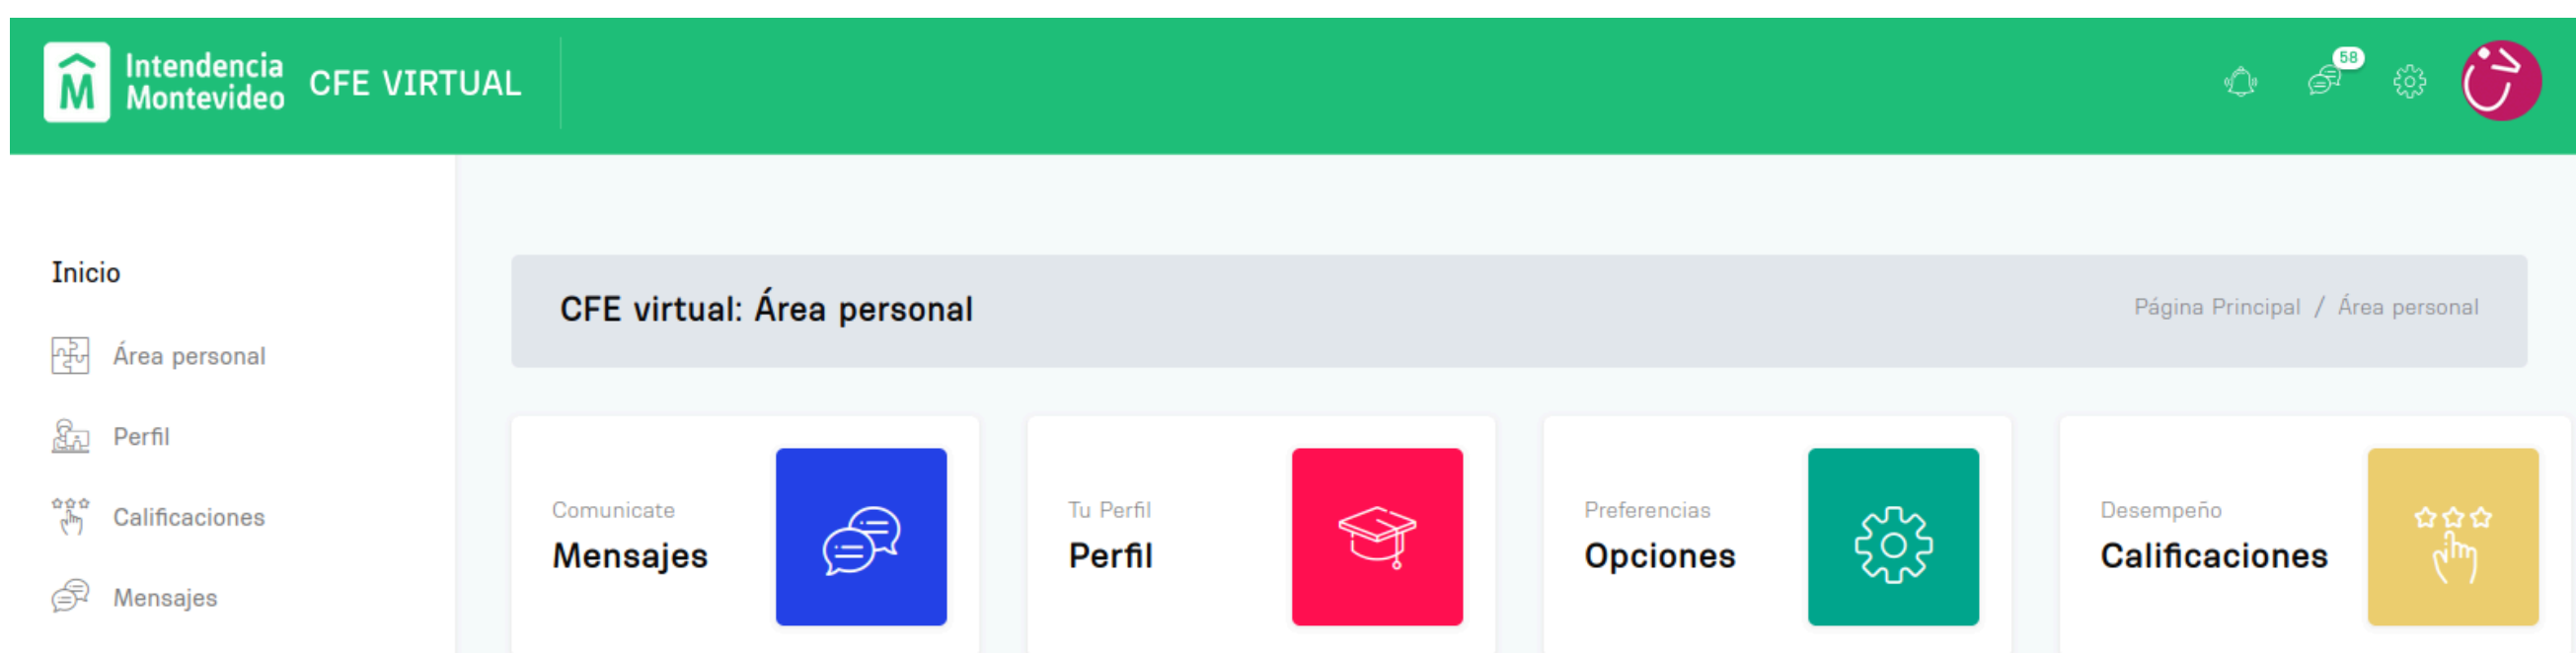 Intendencia
Montevideo
CFE VIRTUAL
58
Inicio
Área personal
Perfil
Calificaciones
Mensajes
CFE virtual: Área personal
Página Principal / Área personal
Comunicate
Mensajes
Tu Perfil
Perfil
Preferencias
Opciones
Desempeño
Calificaciones